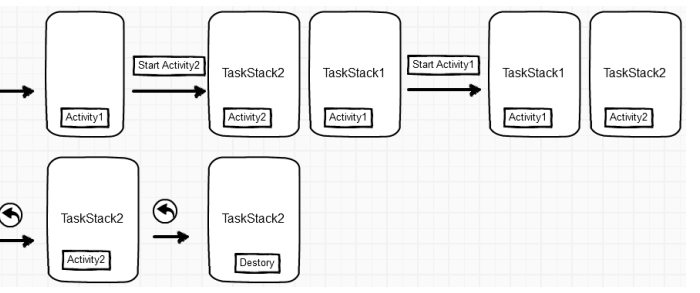 Activity1
Start Activity2
TaskStack2
Activity2
TaskStack1
Activity1
Start Activity1
TaskStack1
Activity1
TaskStack2
Activity2
TaskStack2
Activity2
TaskStack2
Destory